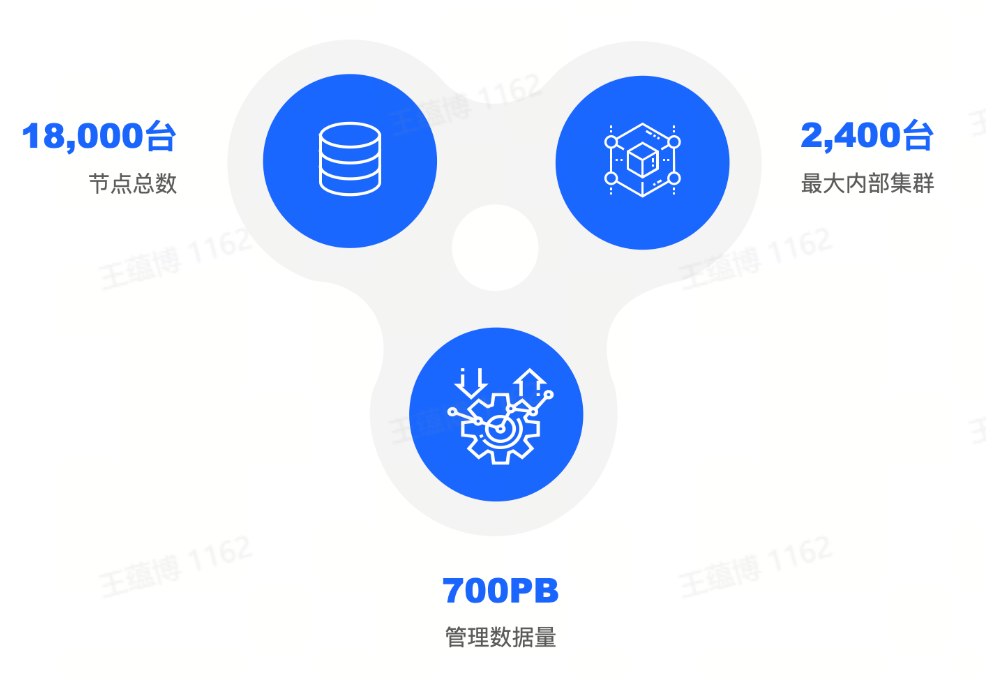 18,000台
节点总数
2,400台
最大内部集群
700PB
管理数据量
王蕴博 1162
王蕴博 1162
王蕴博 1162
王蕴博 1162
王蕴博 1162